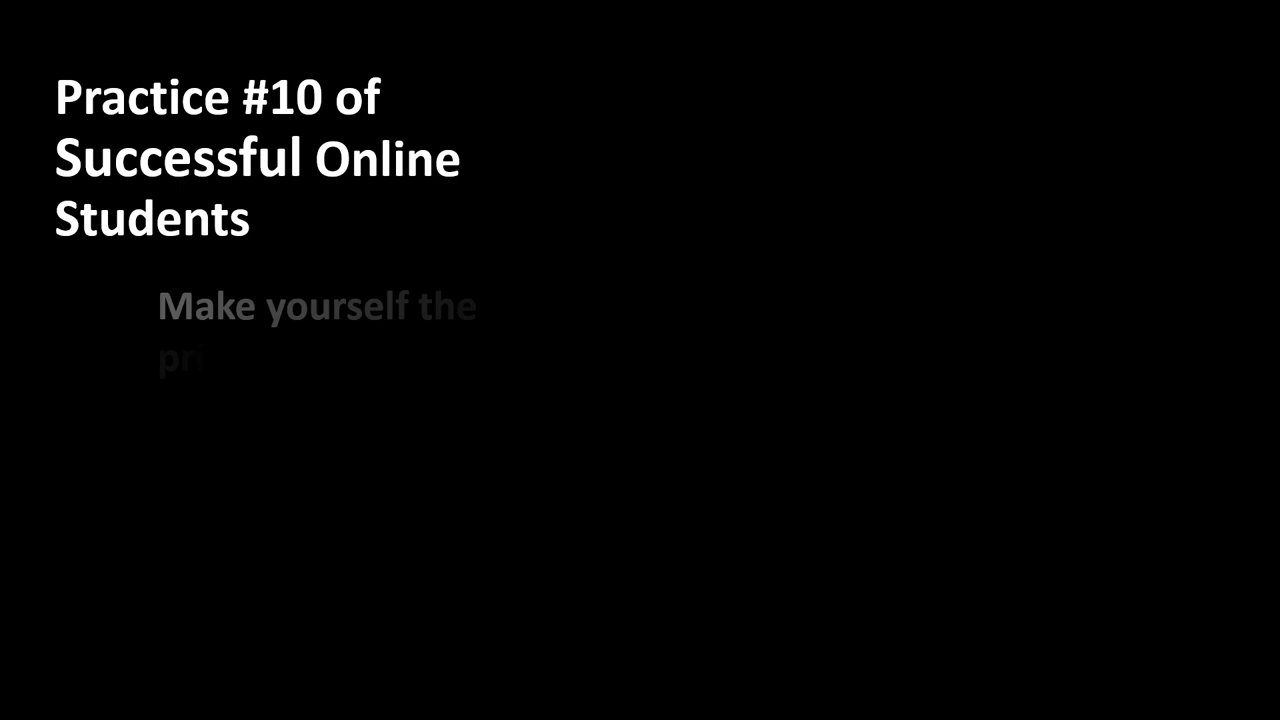 Practice #10 of
Successful Online
Students
Make yourself the